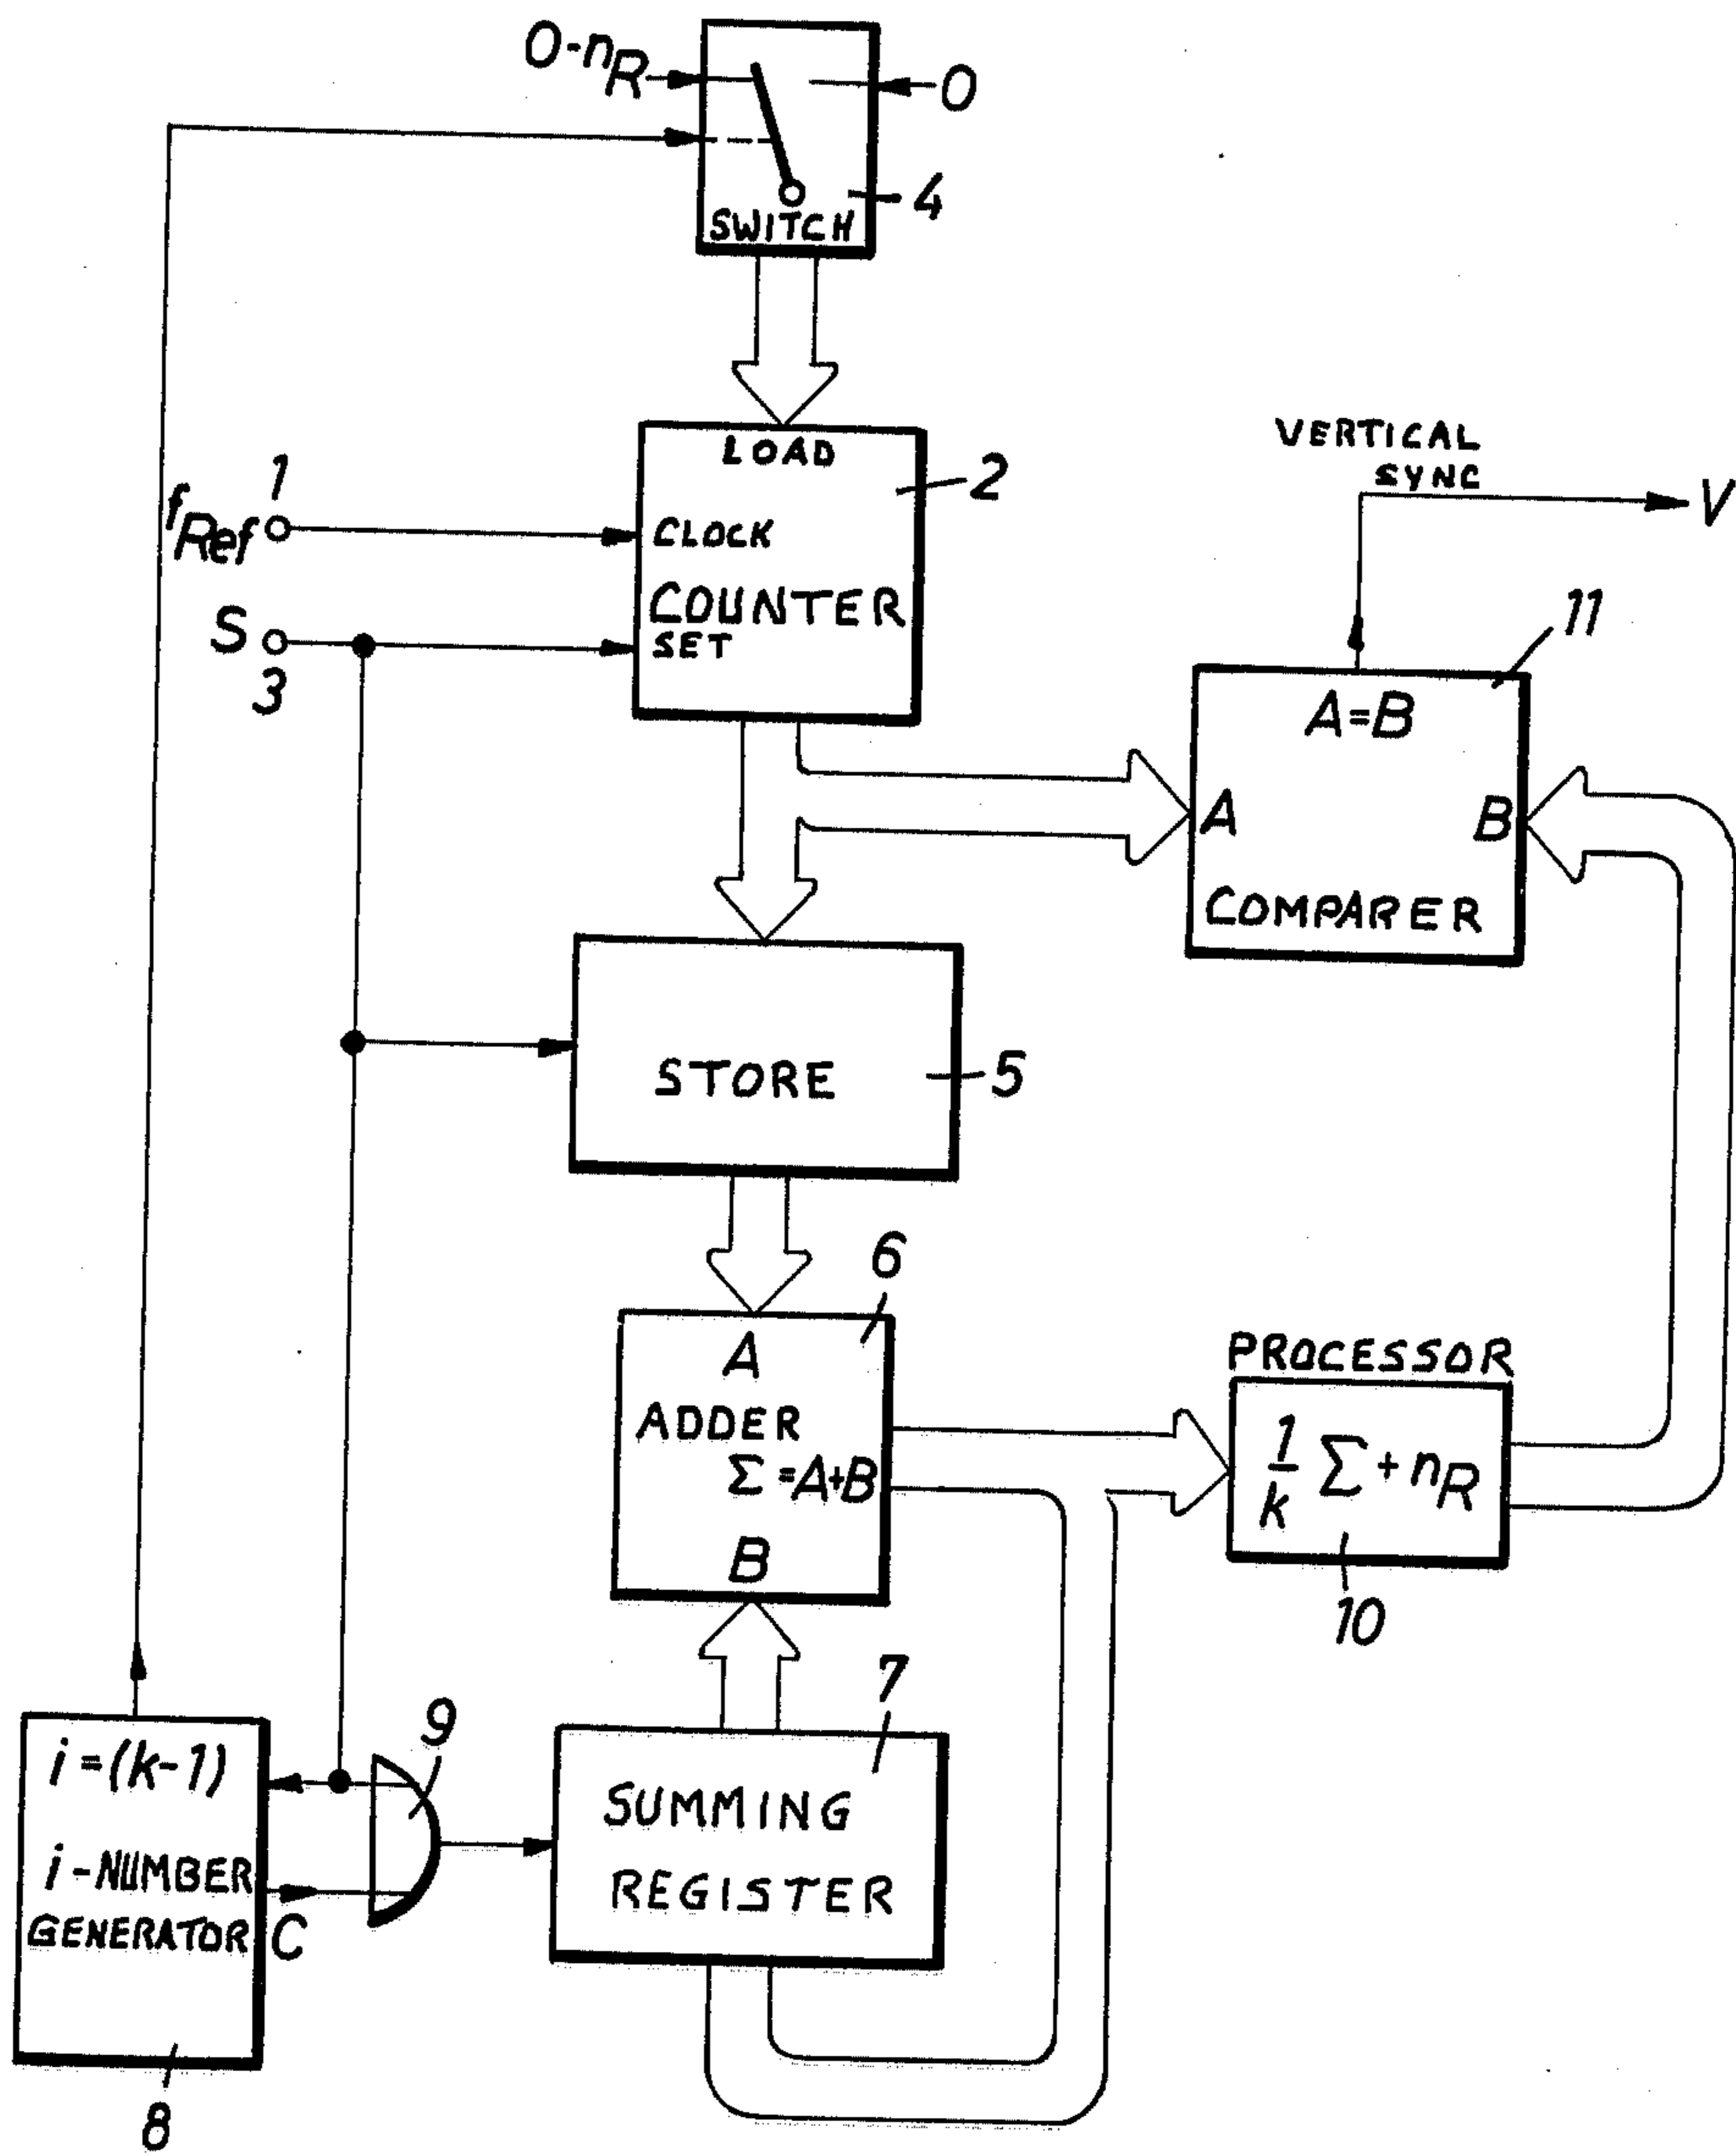 0-nR
0
4
SWITCH
LOAD
2
1
fRef
CLOCK
COUNTER
S
SET
3
VERTICAL
SYNC
V
11
A=B
A
B
COMPARER
STORE
5
6
A
ADDER
Σ=A+B
B
PROCESSOR
1/k Σ+nR
10
7
9
i=(k-1)
i-NUMBER
GENERATOR
C
SUMMING
REGISTER
8